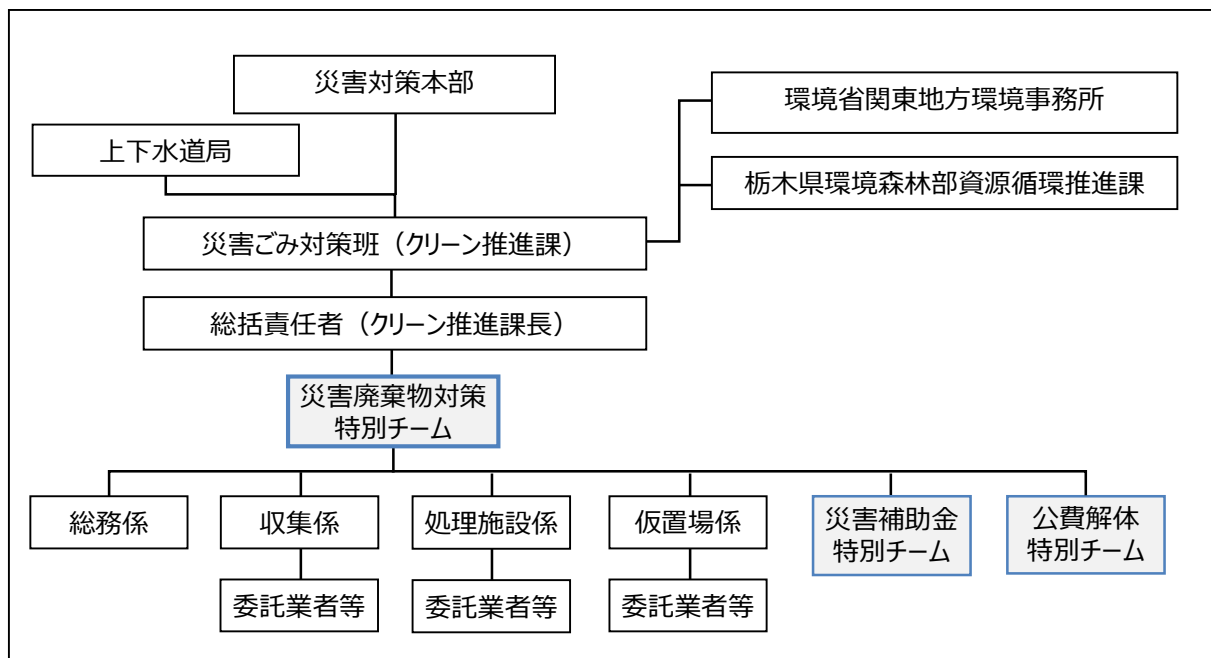 災害対策本部
環境省関東地方環境事務所
上下水道局
栃木県環境森林部資源循環推進課
災害ごみ対策班（クリーン推進課）
総括責任者（クリーン推進課長）
災害廃棄物対策
特別チーム
総務係
収集係
処理施設係
仮置場係
災害補助金
特別チーム
公費解体
特別チーム
委託業者等
委託業者等
委託業者等